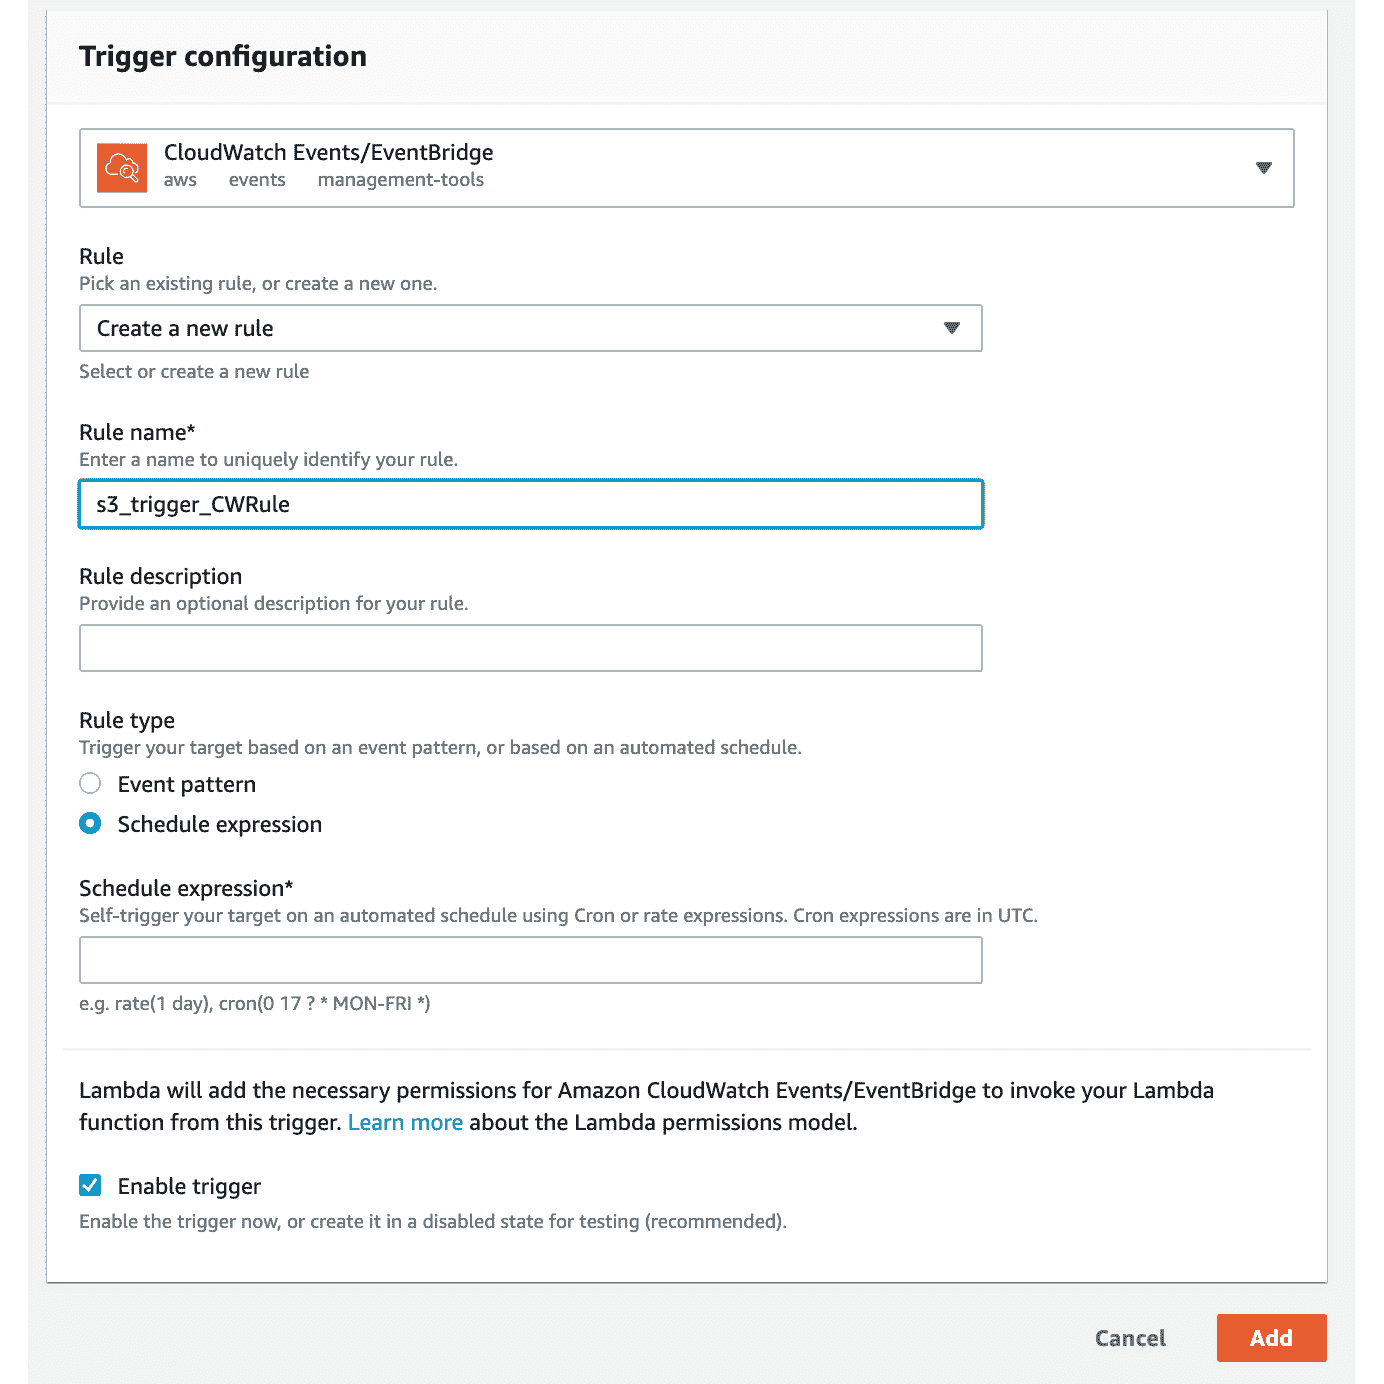 Trigger configuration
CloudWatch Events/EventBridge
aws events management-tools
Rule
Pick an existing rule, or create a new one.
Create a new rule
Select or create a new rule
Rule name*
Enter a name to uniquely identify your rule.
s3_trigger_CWRule
Rule description
Provide an optional description for your rule.
Rule type
Trigger your target based on an event pattern, or based on an automated schedule.
Event pattern
Schedule expression
Schedule expression*
Self-trigger your target on an automated schedule using Cron or rate expressions. Cron expressions are in UTC.
e.g. rate(1 day), cron(0 17 ? * MON-FRI *)
Lambda will add the necessary permissions for Amazon CloudWatch Events/EventBridge to invoke your Lambda
function from this trigger. Learn more about the Lambda permissions model.
Enable trigger
Enable the trigger now, or create it in a disabled state for testing (recommended).
Cancel Add